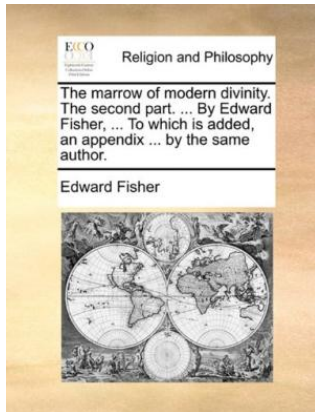 ECCO
Religion and Philosophy
The marrow of modern divinity.
The second part. ... By Edward
Fisher, ... To which is added,
an appendix ... by the same
author.
Edward Fisher